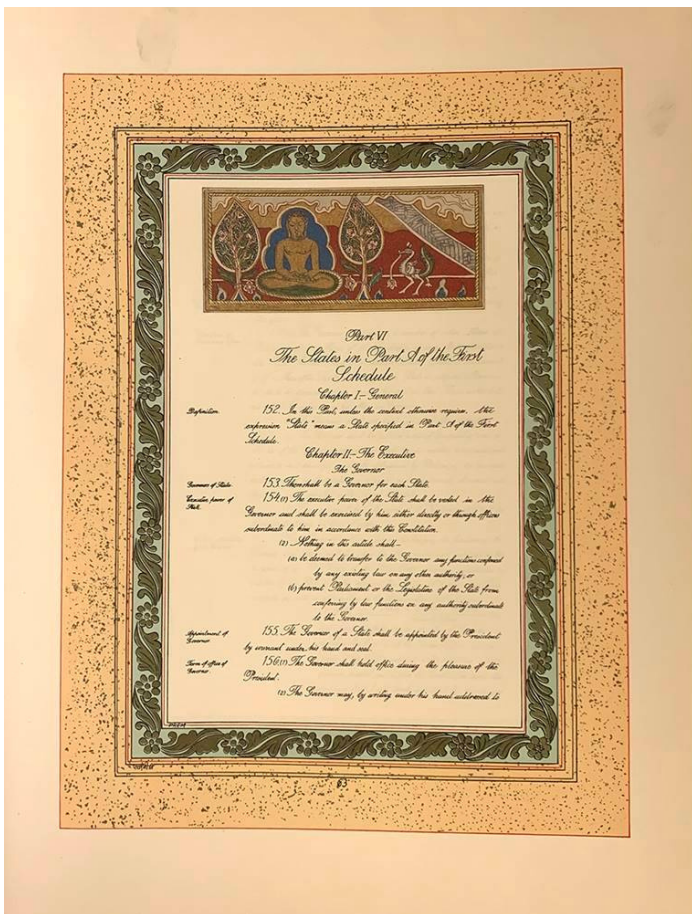 Part VI
The States in Part A of the First
Schedule
Chapter I.— General
Definition. 152. In this Part, unless the context otherwise requires, the
expression "State" means a State specified in Part A of the First
Schedule.
Chapter II.— The Executive
The Governor
Governors of States. 153. There shall be a Governor for each State.
Executive power of 154. (1) The executive power of the State shall be vested in the
State. Governor and shall be exercised by him either directly or through officers
subordinate to him in accordance with this Constitution.
(2) Nothing in this article shall—
(a) be deemed to transfer to the Governor any functions conferred
by any existing law on any other authority; or
(b) prevent Parliament or the Legislature of the State from
conferring by law functions on any authority subordinate
to the Governor.
Appointment of 155. The Governor of a State shall be appointed by the President
Governor. by warrant under his hand and seal.
Term of office of 156. (1) The Governor shall hold office during the pleasure of the
Governor. President.
(2) The Governor may, by writing under his hand addressed to
63